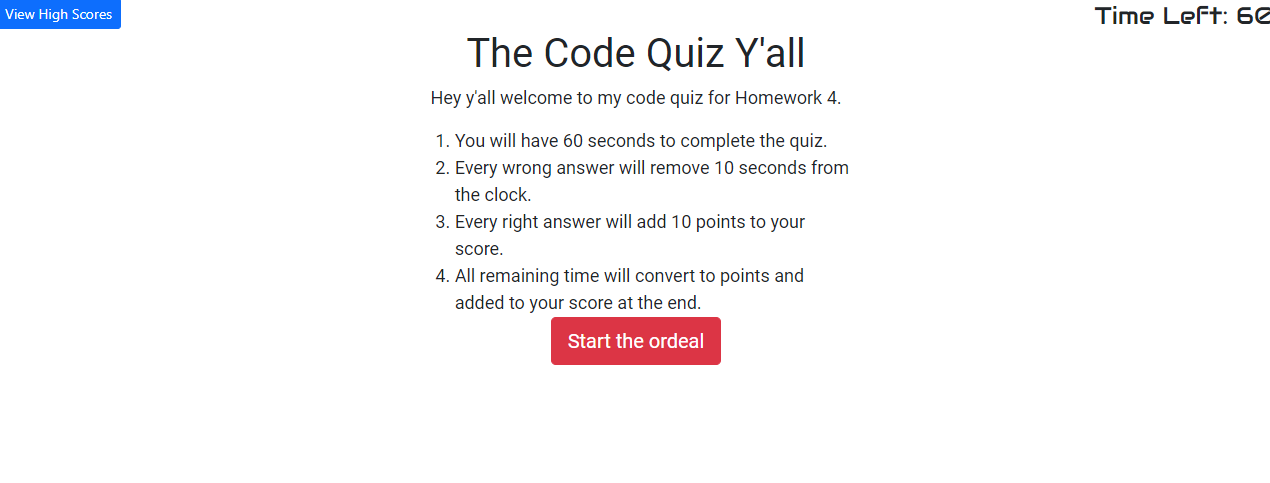 View High Scores
Time Left: 60
The Code Quiz Y'all
Hey y'all welcome to my code quiz for Homework 4.
1. You will have 60 seconds to complete the quiz.
2. Every wrong answer will remove 10 seconds from
the clock.
3. Every right answer will add 10 points to your
score.
4. All remaining time will convert to points and
added to your score at the end.
Start the ordeal